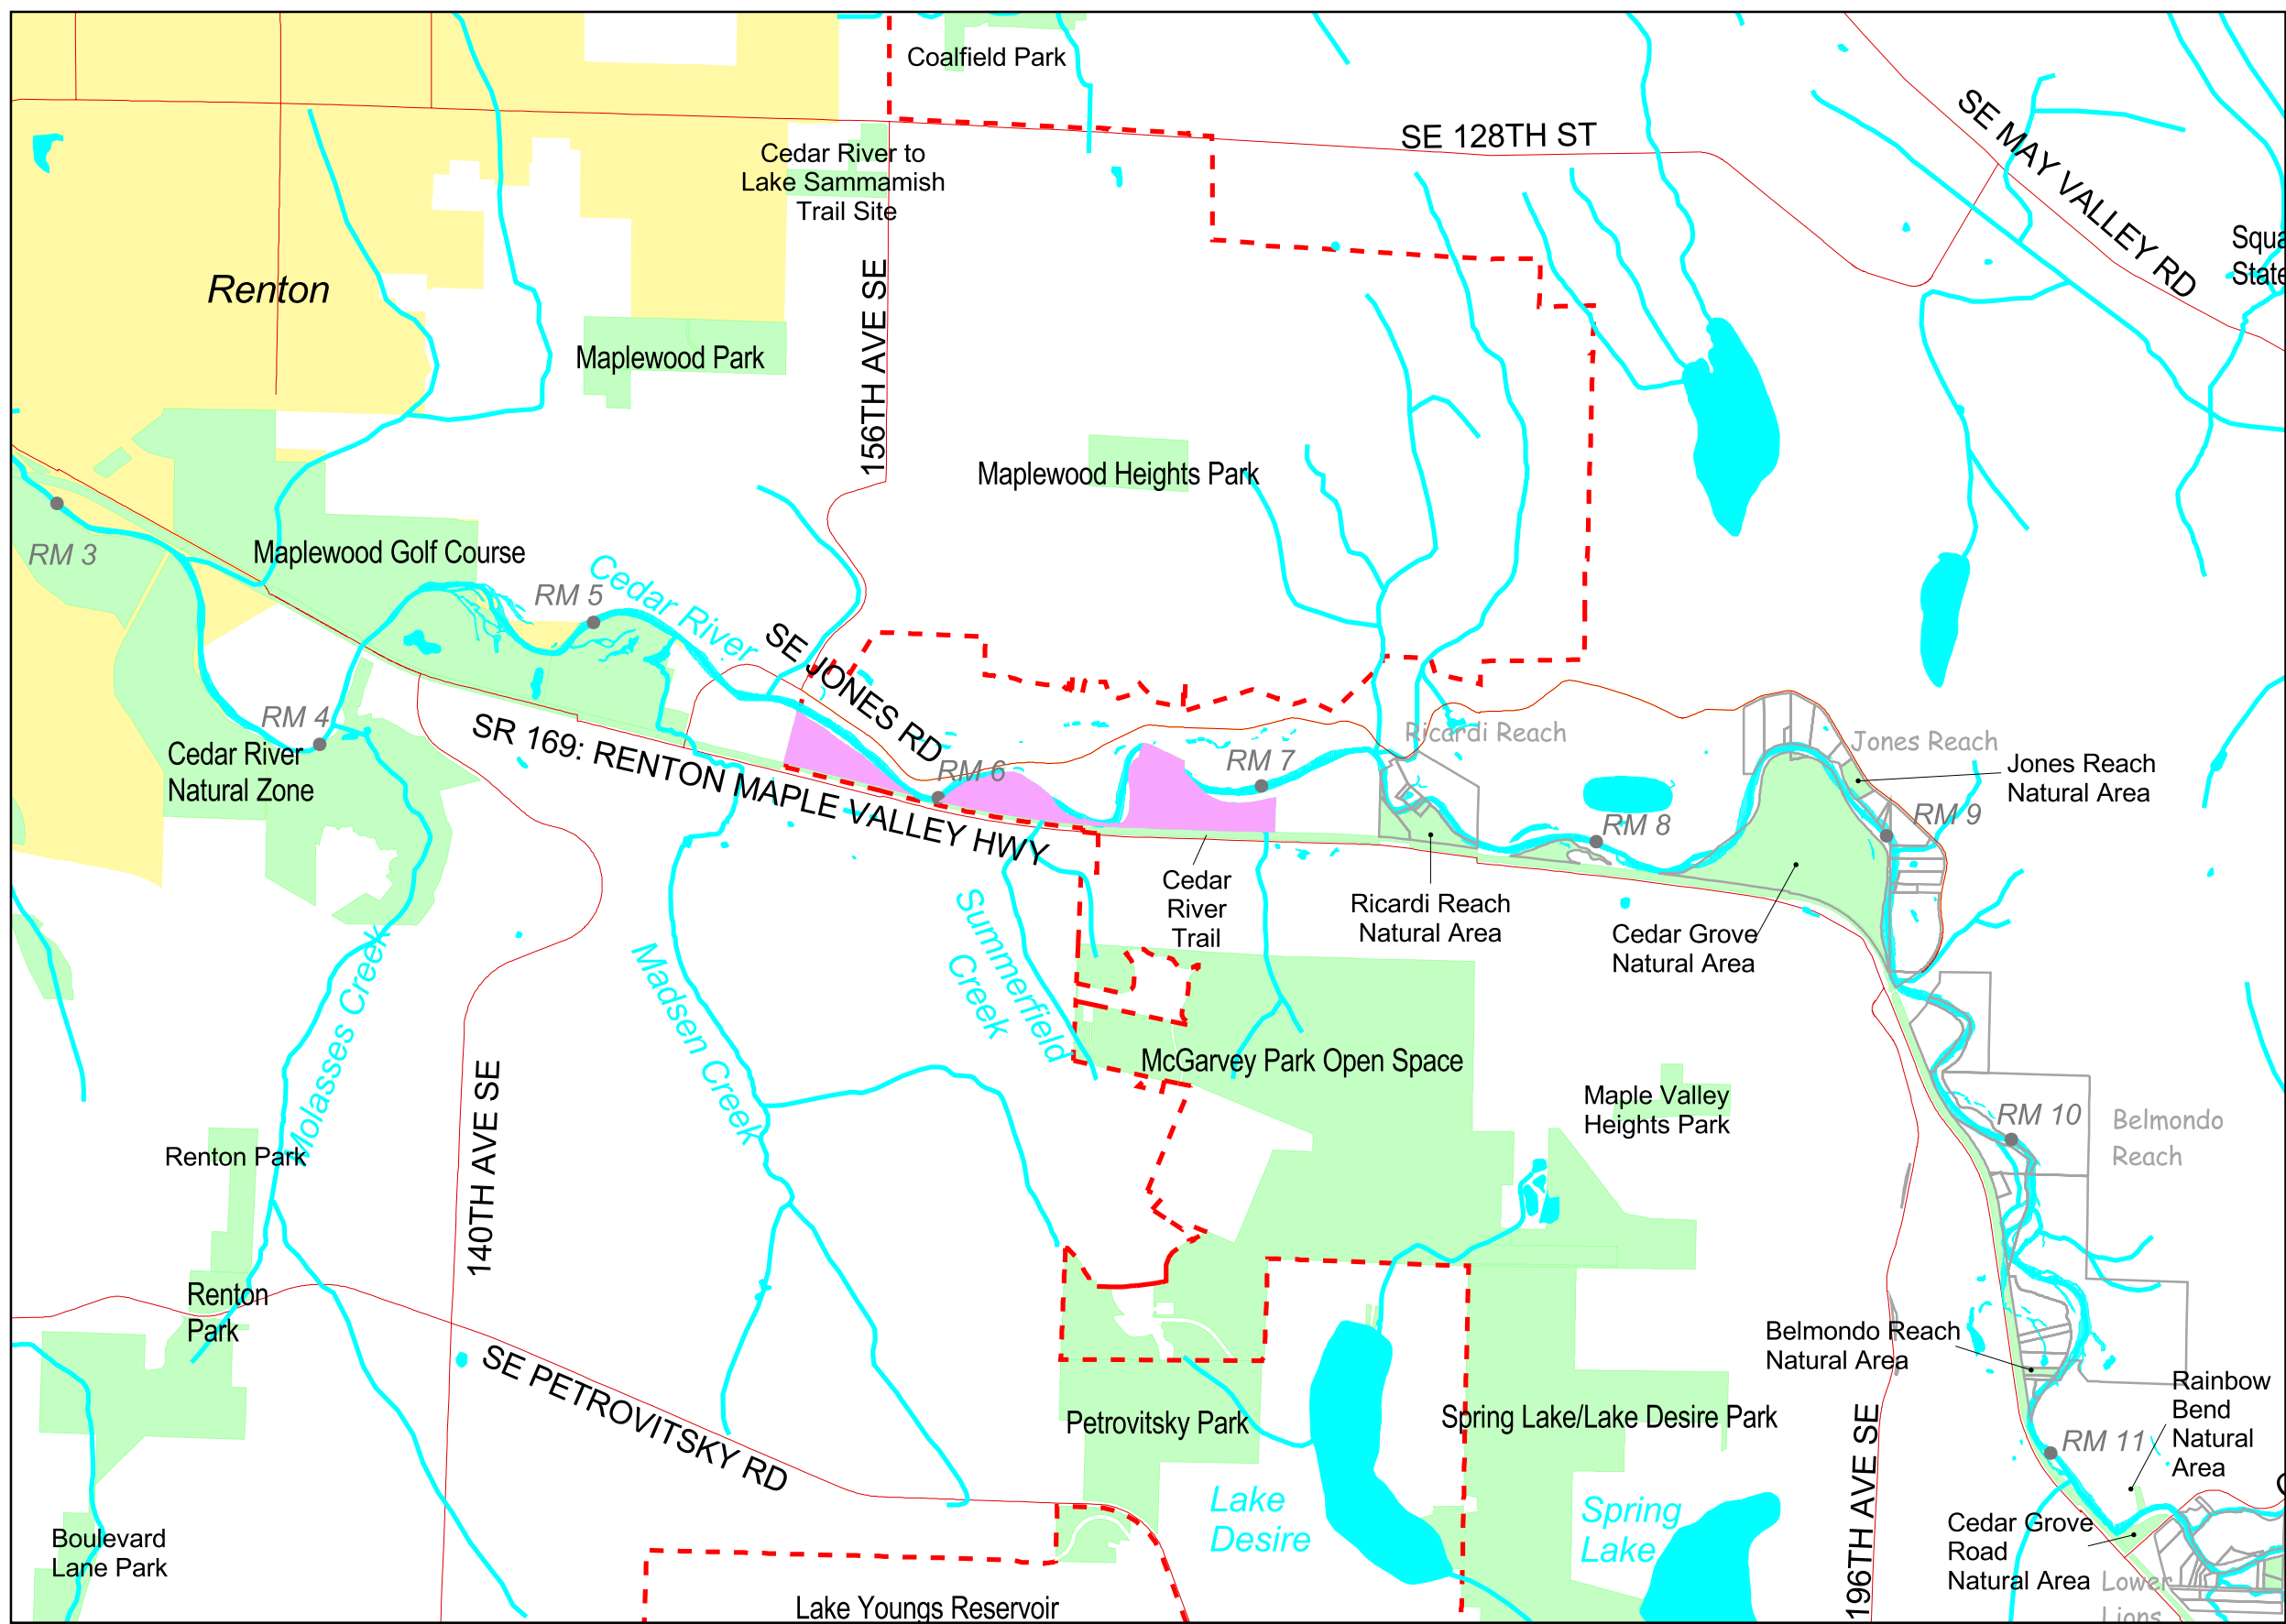 Coalfield Park
SE 128TH ST
SE MAY VALLEY RD
Cedar River to
Lake Sammamish
Trail Site
Squa
State
Renton
156TH AVE SE
Maplewood Park
Maplewood Heights Park
RM 3
Maplewood Golf Course
RM 5
Cedar River
SE JONES RD
RM 4
Cedar River
Natural Zone
SR 169: RENTON MAPLE VALLEY HWY
RM 6
RM 7
Ricardi Reach
Jones Reach
Jones Reach
Natural Area
RM 8
RM 9
Cedar
River
Trail
Ricardi Reach
Natural Area
Cedar Grove
Natural Area
Molasses Creek
Madsen Creek
Summerfield
Creek
McGarvey Park Open Space
Maple Valley
Heights Park
RM 10
Belmondo
Reach
Renton Park
140TH AVE SE
Renton
Park
SE PETROVITSKY RD
Belmondo Reach
Natural Area
Rainbow
Bend
Natural
Area
Petrovitsky Park
Spring Lake/Lake Desire Park
196TH AVE SE
RM 11
Lake
Desire
Spring
Lake
Cedar Grove
Road
Natural Area
Boulevard
Lane Park
Lake Youngs Reservoir
Lower
Lions